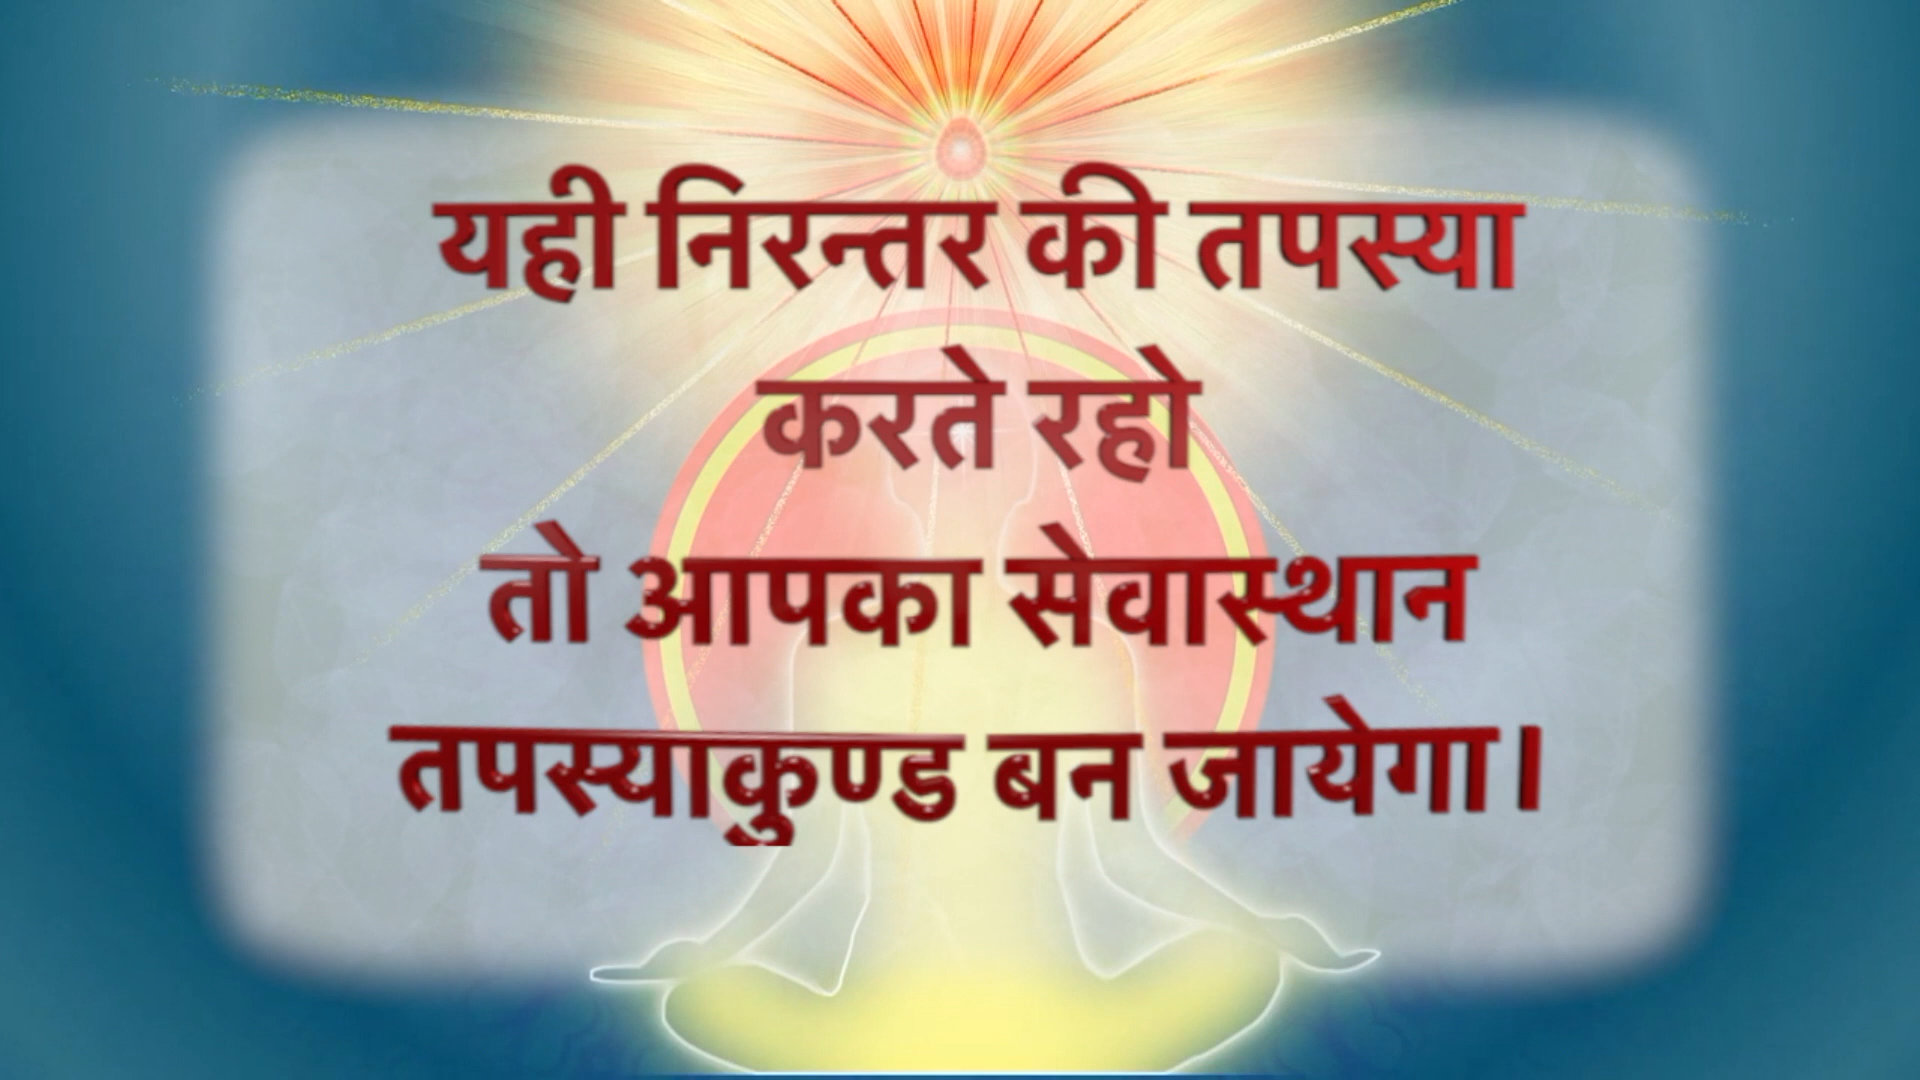 यही निरन्तर की तपस्या
करते रहो
तो आपका सेवास्थान
तपस्याकुण्ड बन जायेगा।